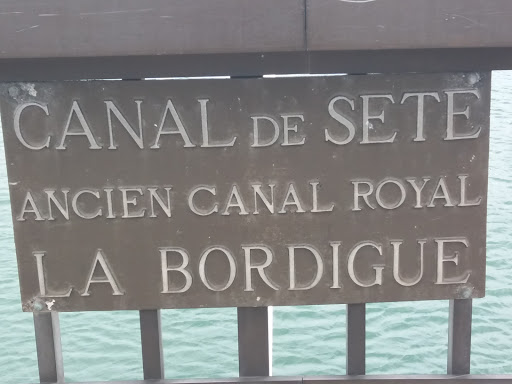 CANAL DE SETE
ANCIEN CANAL ROYAL
LA BORDIGUE